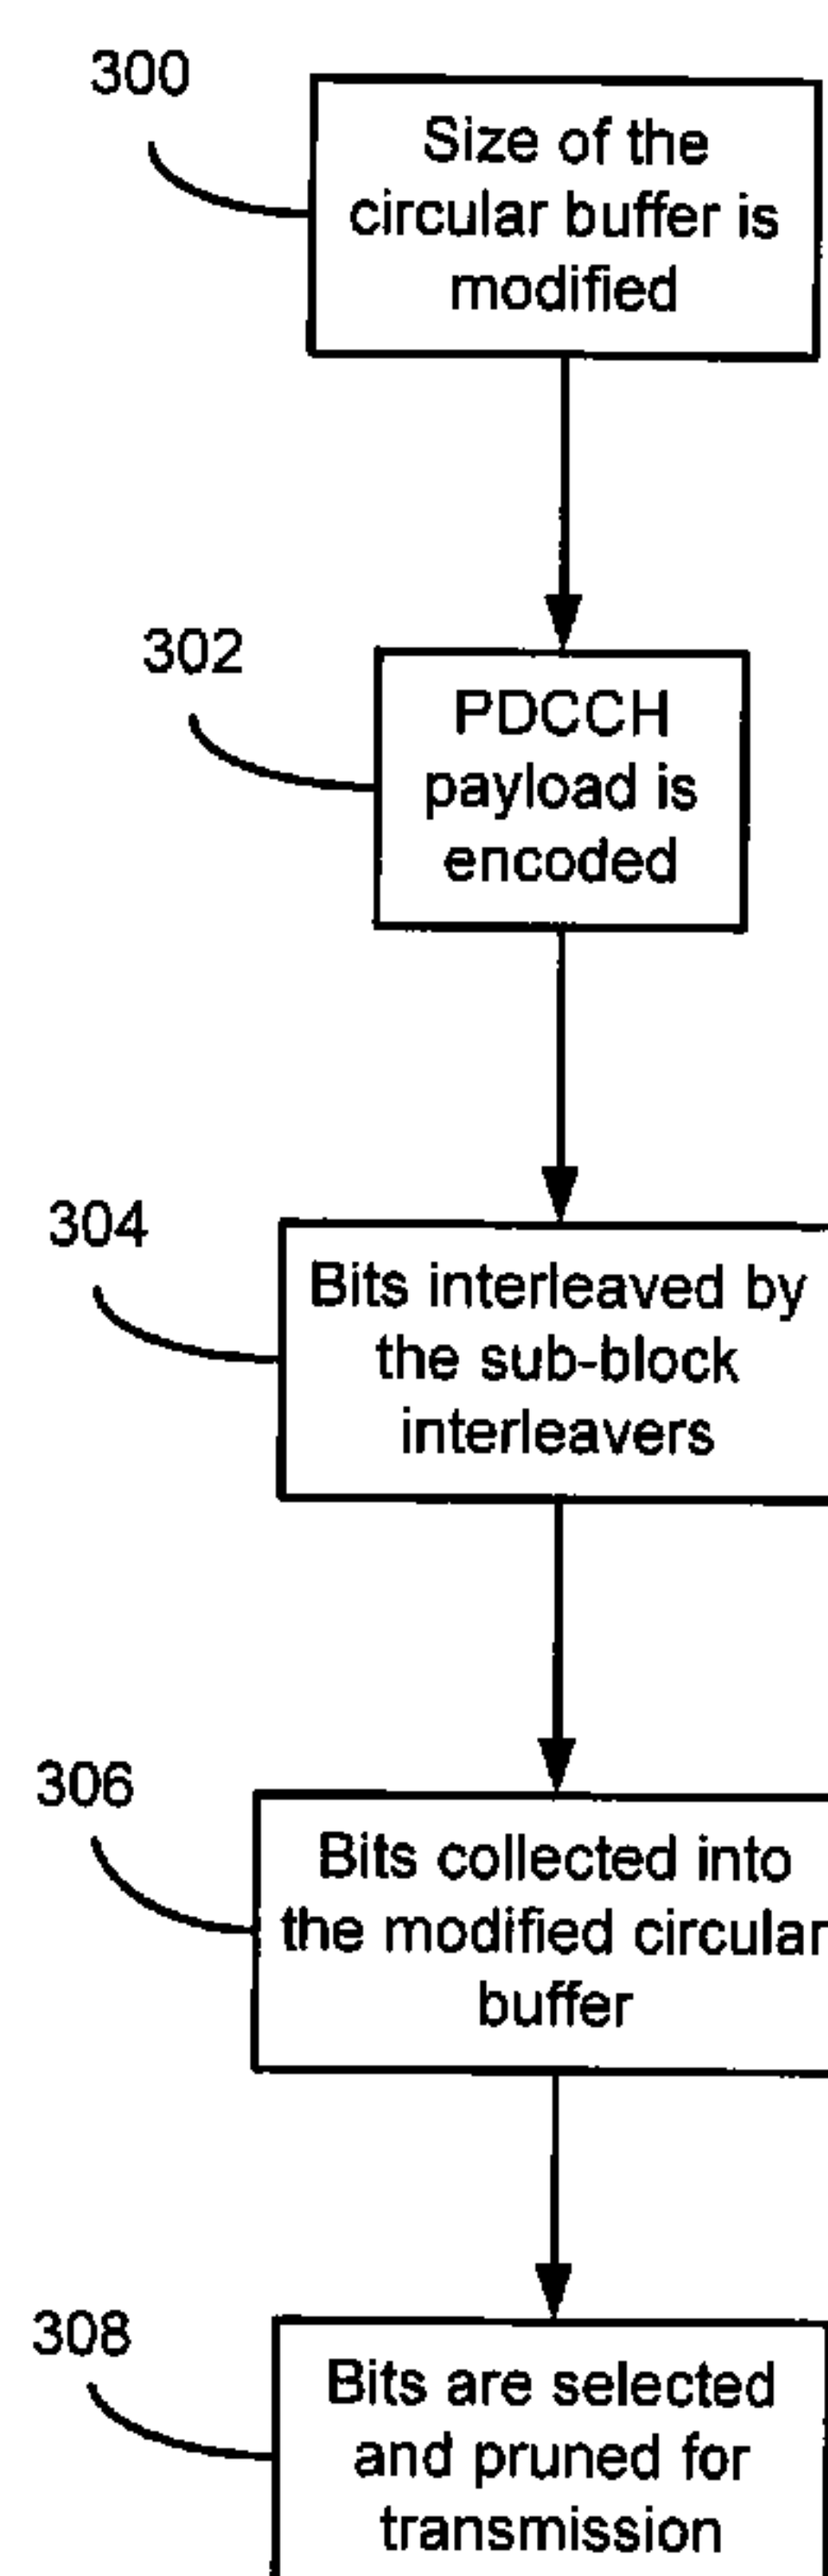 300
Size of the
circular buffer is
modified
302
PDCCH
payload is
encoded
304
Bits interleaved by
the sub-block
interleavers
306
Bits collected into
the modified circular
buffer
308
Bits are selected
and pruned for
transmission